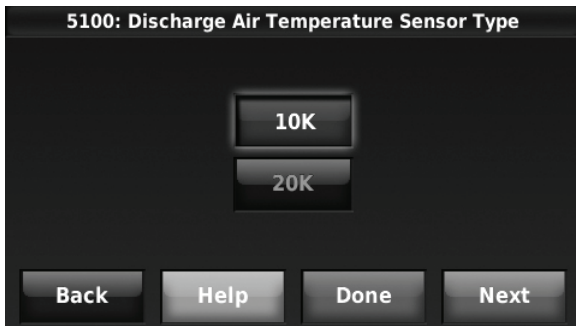 5100: Discharge Air Temperature Sensor Type
10K
20K
Back Help Done Next